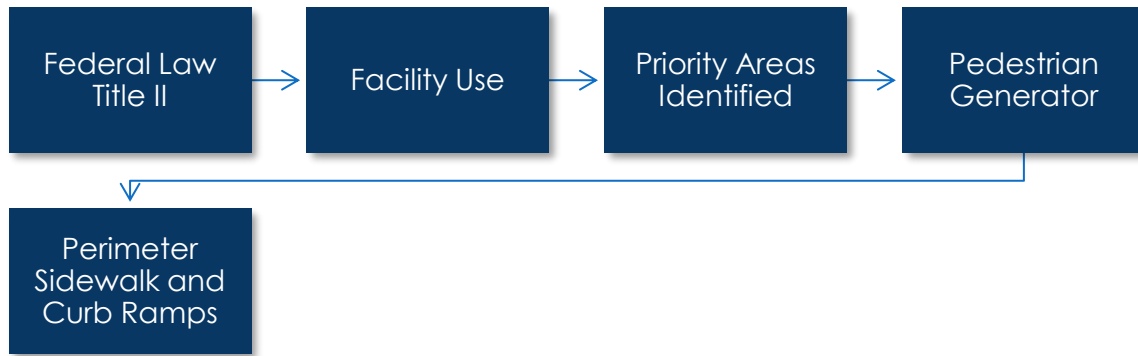 Federal Law
Title II
Facility Use
Priority Areas
Identified
Pedestrian
Generator
Perimeter
Sidewalk and
Curb Ramps